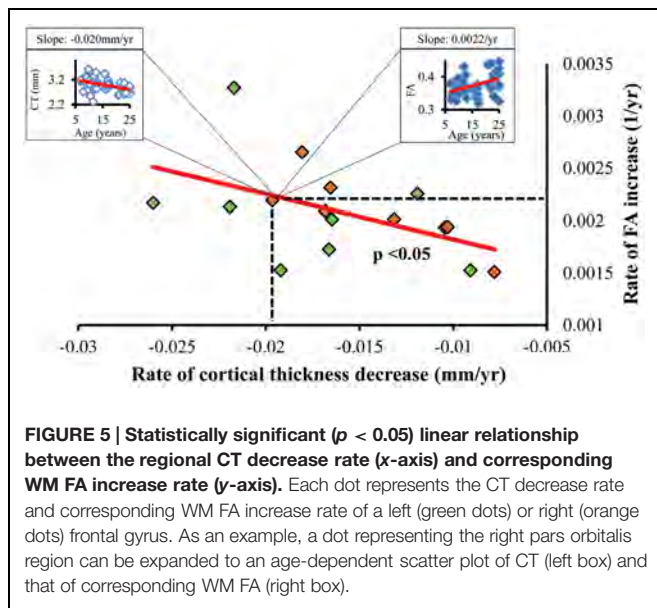 Slope: -0.020mm/yr
Slope: 0.0022/yr
CT (mm)
3.2
2.2
5 15 25
Age (years)
FA
0.4
0.3
5 15 25
Age (years)
0.0035
0.003
0.0025
0.002
0.0015
0.001
Rate of FA increase (1/yr)
p <0.05
-0.03 -0.025 -0.02 -0.015 -0.01 -0.005
Rate of cortical thickness decrease (mm/yr)
FIGURE 5 | Statistically significant (p < 0.05) linear relationship
between the regional CT decrease rate (x-axis) and corresponding
WM FA increase rate (y-axis). Each dot represents the CT decrease rate
and corresponding WM FA increase rate of a left (green dots) or right (orange
dots) frontal gyrus. As an example, a dot representing the right pars orbitalis
region can be expanded to an age-dependent scatter plot of CT (left box) and
that of corresponding WM FA (right box).